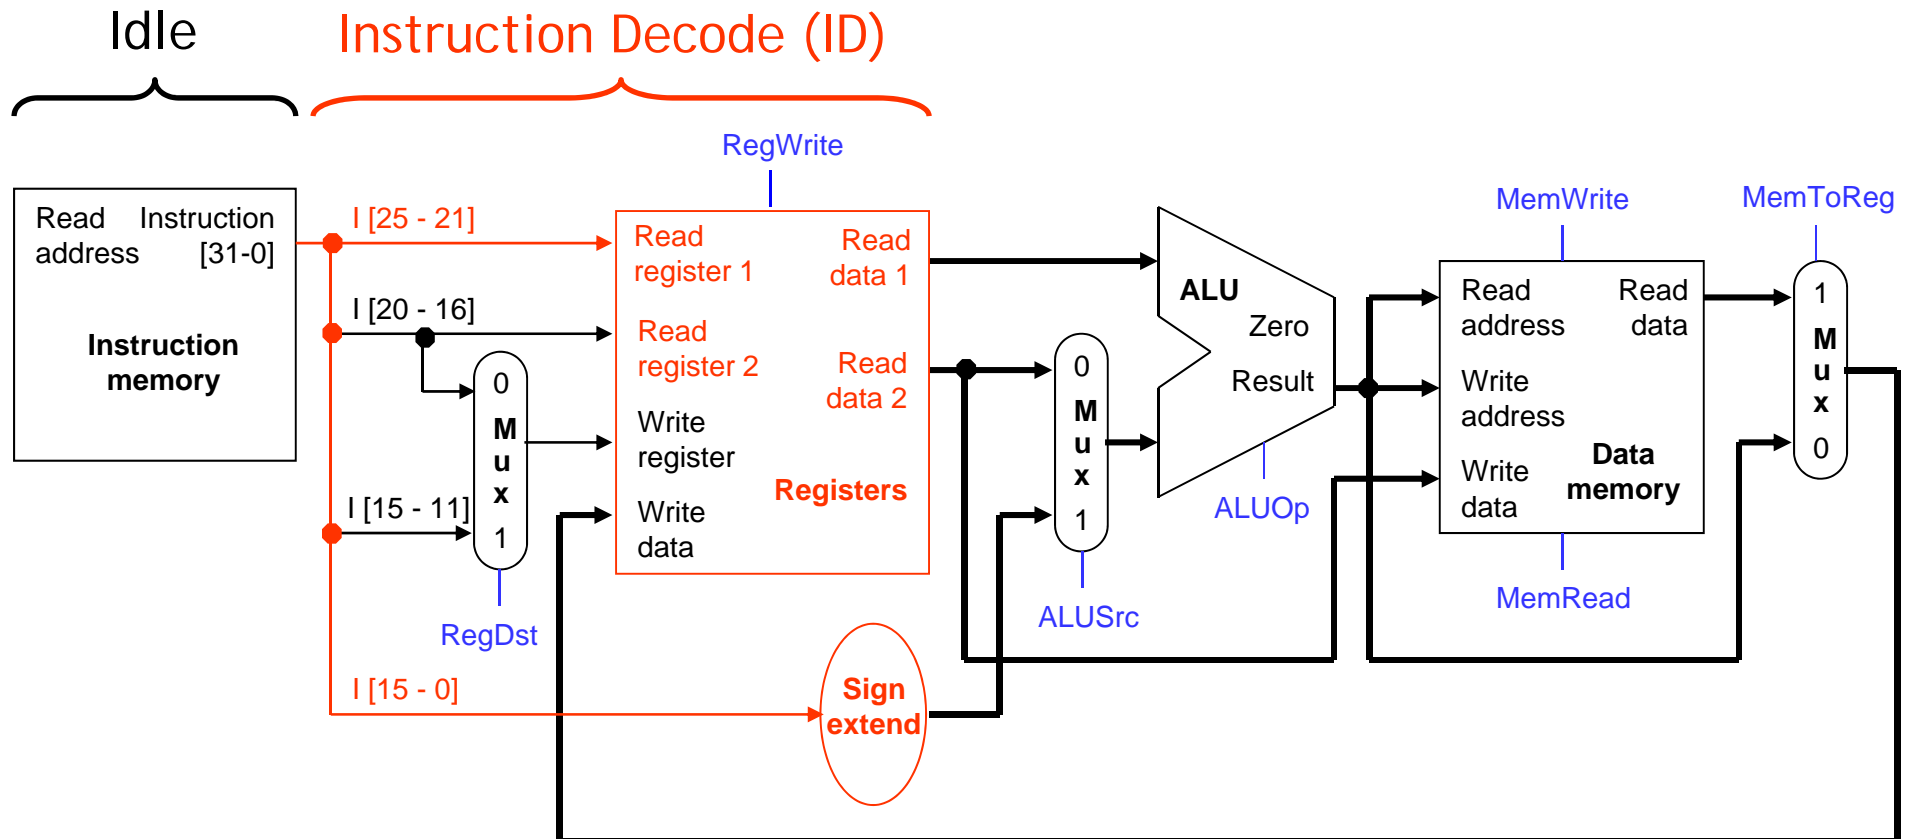 Idle
Instruction Decode (ID)
RegWrite
MemWrite
MemToReg
Read Instruction
address [31-0]
Instruction
memory
I [25 - 21]
I [20 - 16]
I [15 - 11]
I [15 - 0]
0
M
u
x
1
RegDst
Read
register 1
Read
data 1
Read
register 2
Read
data 2
Write
register
Registers
Write
data
Sign
extend
0
M
u
x
1
ALUSrc
ALU
Zero
Result
ALUOp
Read
address
Read
data
Write
address
Write
data
Data
memory
MemRead
1
M
u
x
0